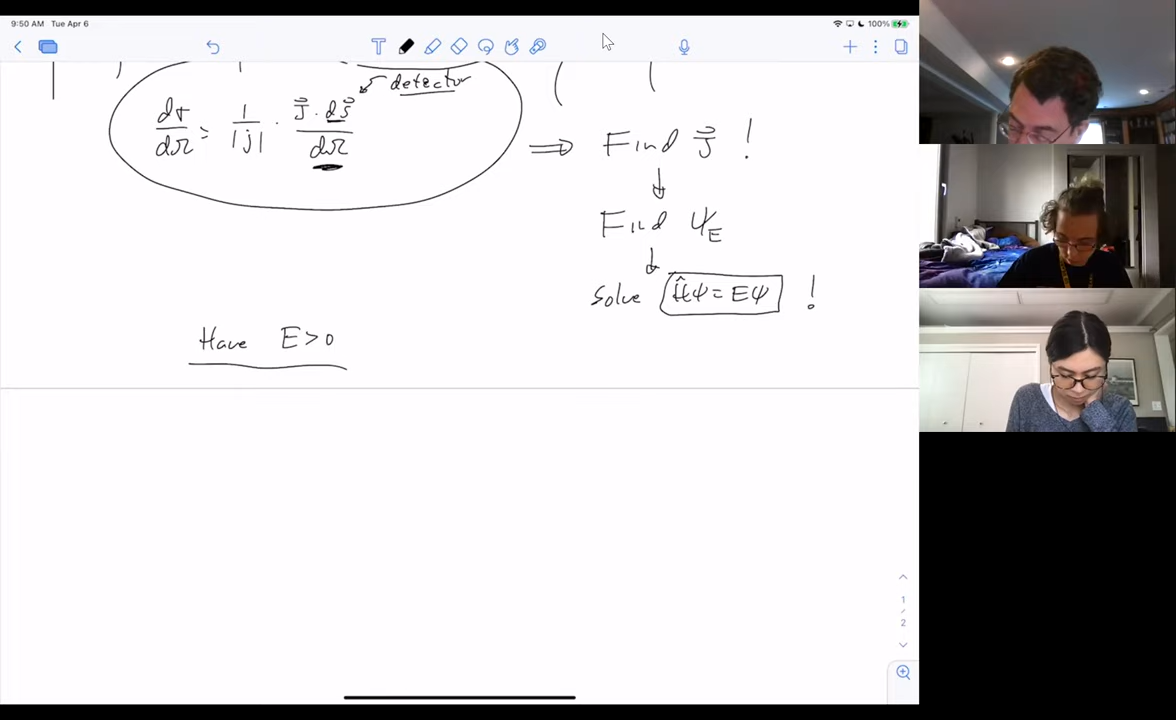 9:50 AM Tue Apr 6
100%
detector
dσ/dΩ = 1/|j| · J⃗ · dS⃗/dΩ
⇒ Find J⃗ !
↓
Find Ψ_E
↓
Solve ĤΨ = EΨ !
Have E > 0
1
/
2